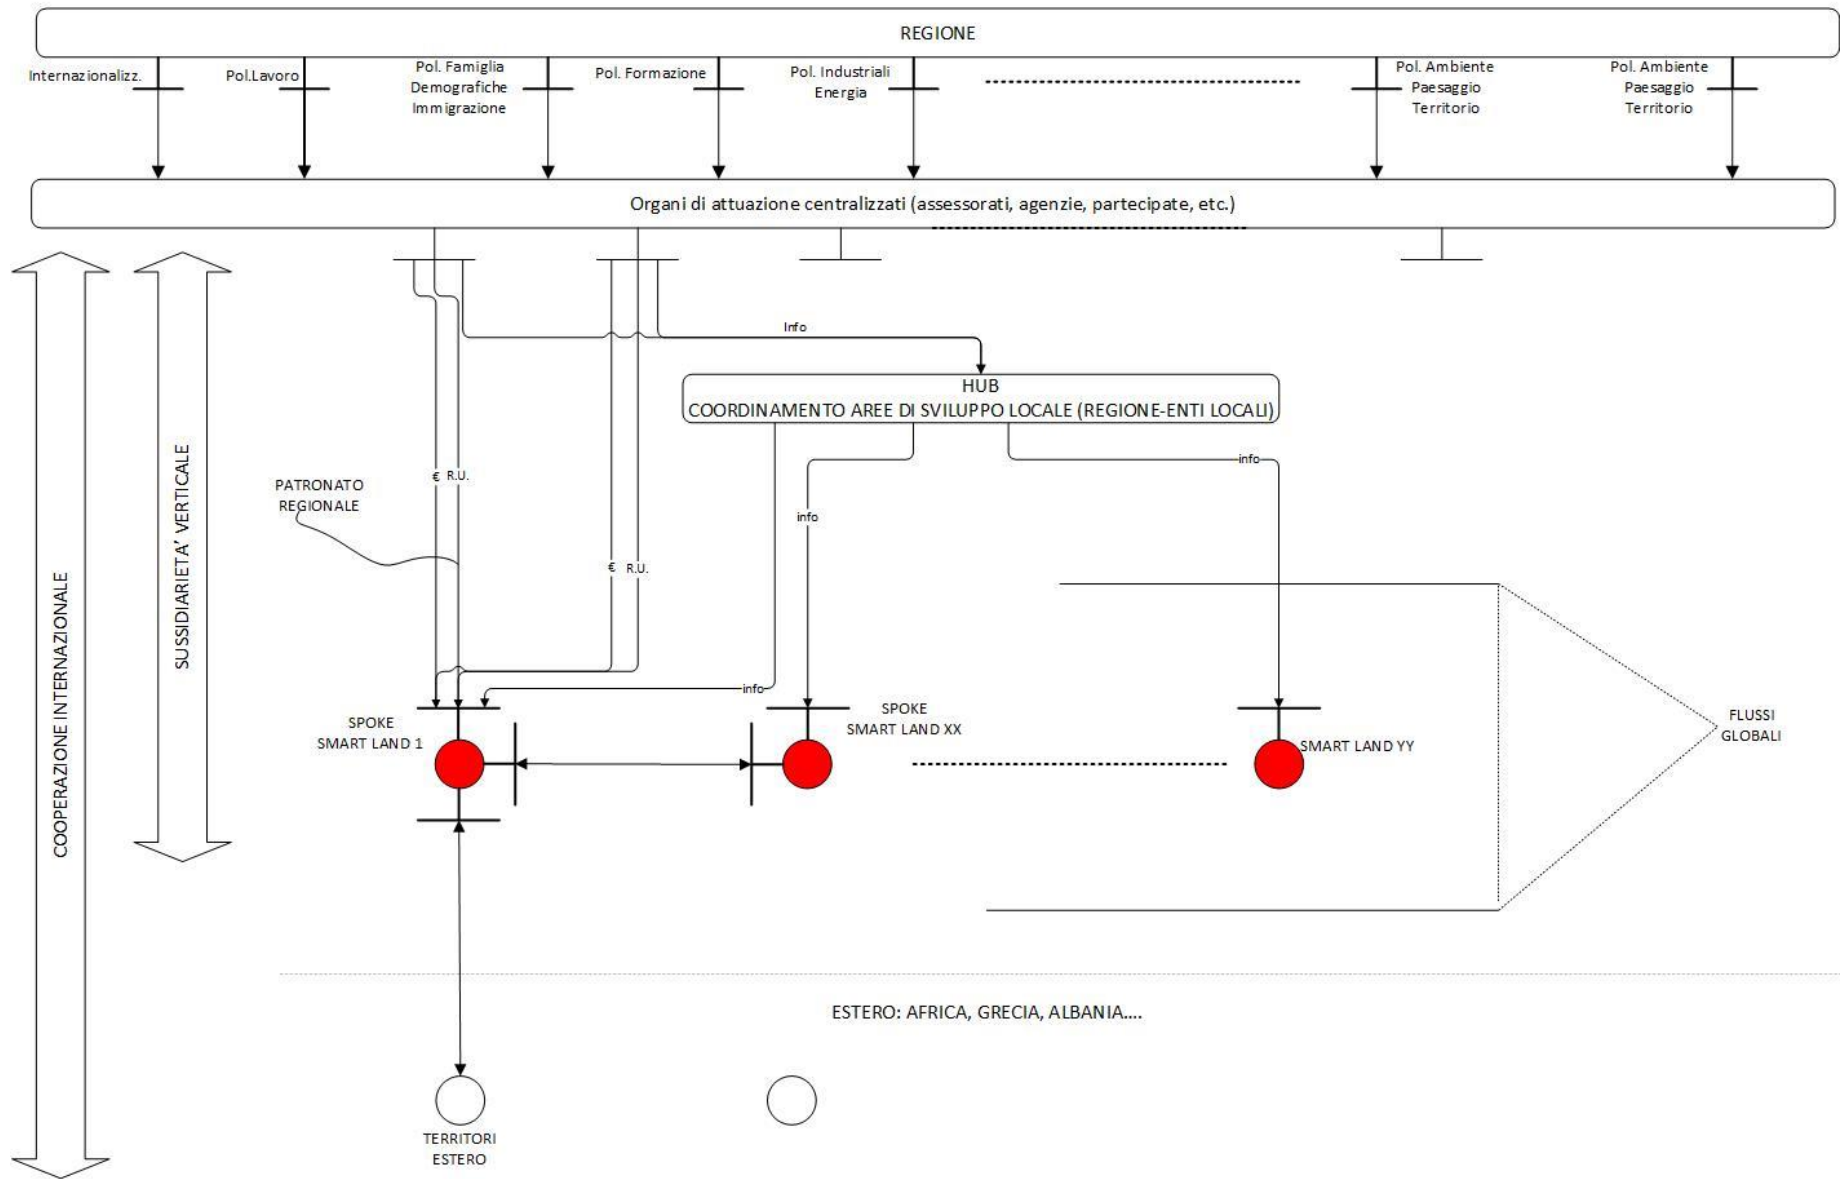 REGIONE
Internazionalizz.
Pol.Lavoro
Pol. Famiglia
Demografiche
Immigrazione
Pol. Formazione
Pol. Industriali
Energia
Pol. Ambiente
Paesaggio
Territorio
Pol. Ambiente
Paesaggio
Territorio
Organi di attuazione centralizzati (assessorati, agenzie, partecipate, etc.)
Info
HUB
COORDINAMENTO AREE DI SVILUPPO LOCALE (REGIONE-ENTI LOCALI)
COOPERAZIONE INTERNAZIONALE
SUSSIDIARIETA' VERTICALE
PATRONATO
REGIONALE
€ R.U.
€ R.U.
info
info
info
SPOKE
SMART LAND 1
SPOKE
SMART LAND XX
SMART LAND YY
FLUSSI
GLOBALI
ESTERO: AFRICA, GRECIA, ALBANIA....
TERRITORI
ESTERO